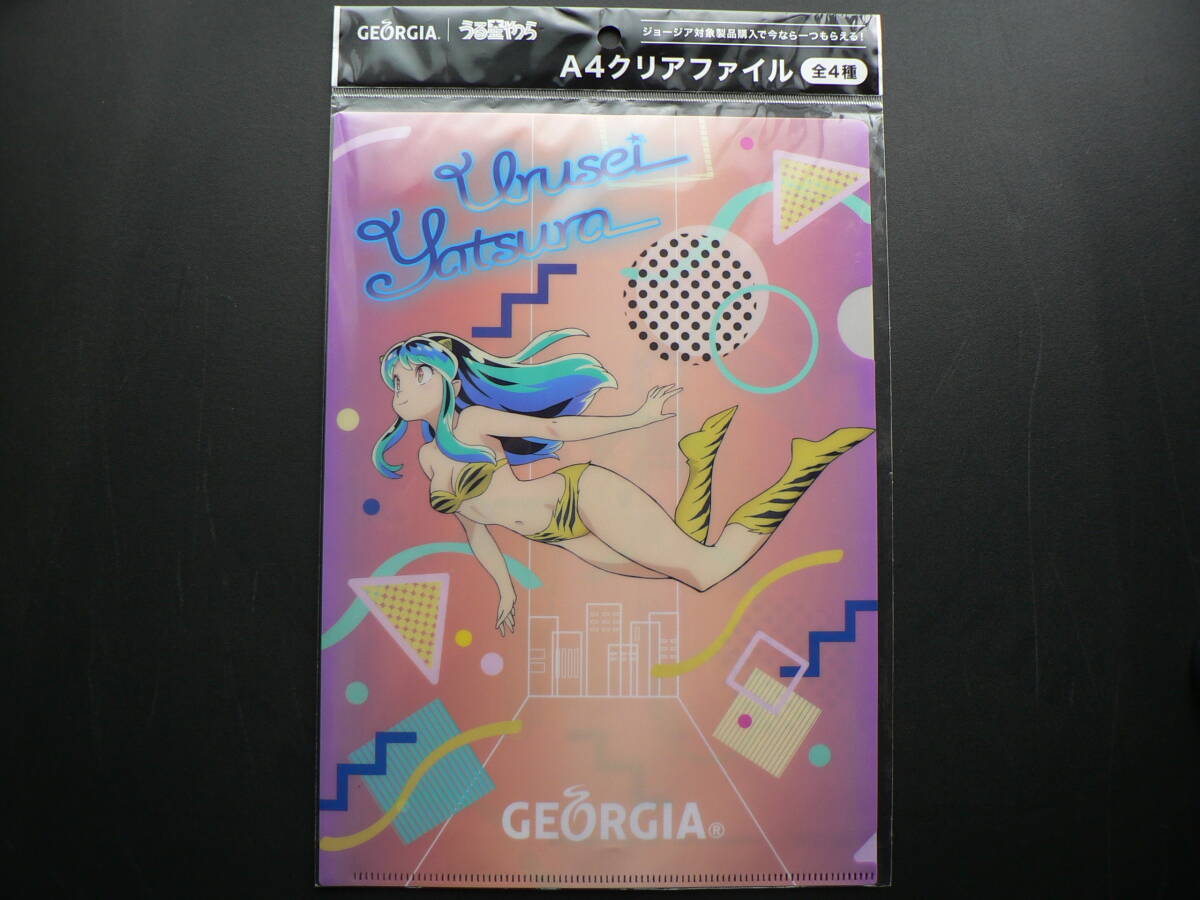 GEORGIA®
うる星やつら
ジョージア対象製品購入で今なら一つもらえる!
A4クリアファイル 全4種
Urusei
Yatsura
GEORGIA®